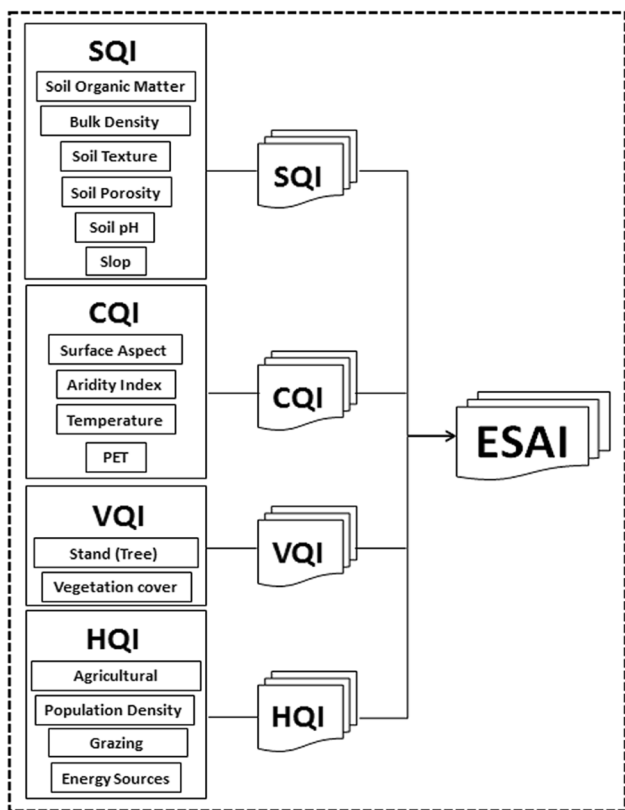 SQI
Soil Organic Matter
Bulk Density
Soil Texture
Soil Porosity
Soil pH
Slop
SQI
CQI
Surface Aspect
Aridity Index
Temperature
PET
CQI
ESAI
VQI
Stand (Tree)
Vegetation cover
VQI
HQI
Agricultural
Population Density
Grazing
Energy Sources
HQI